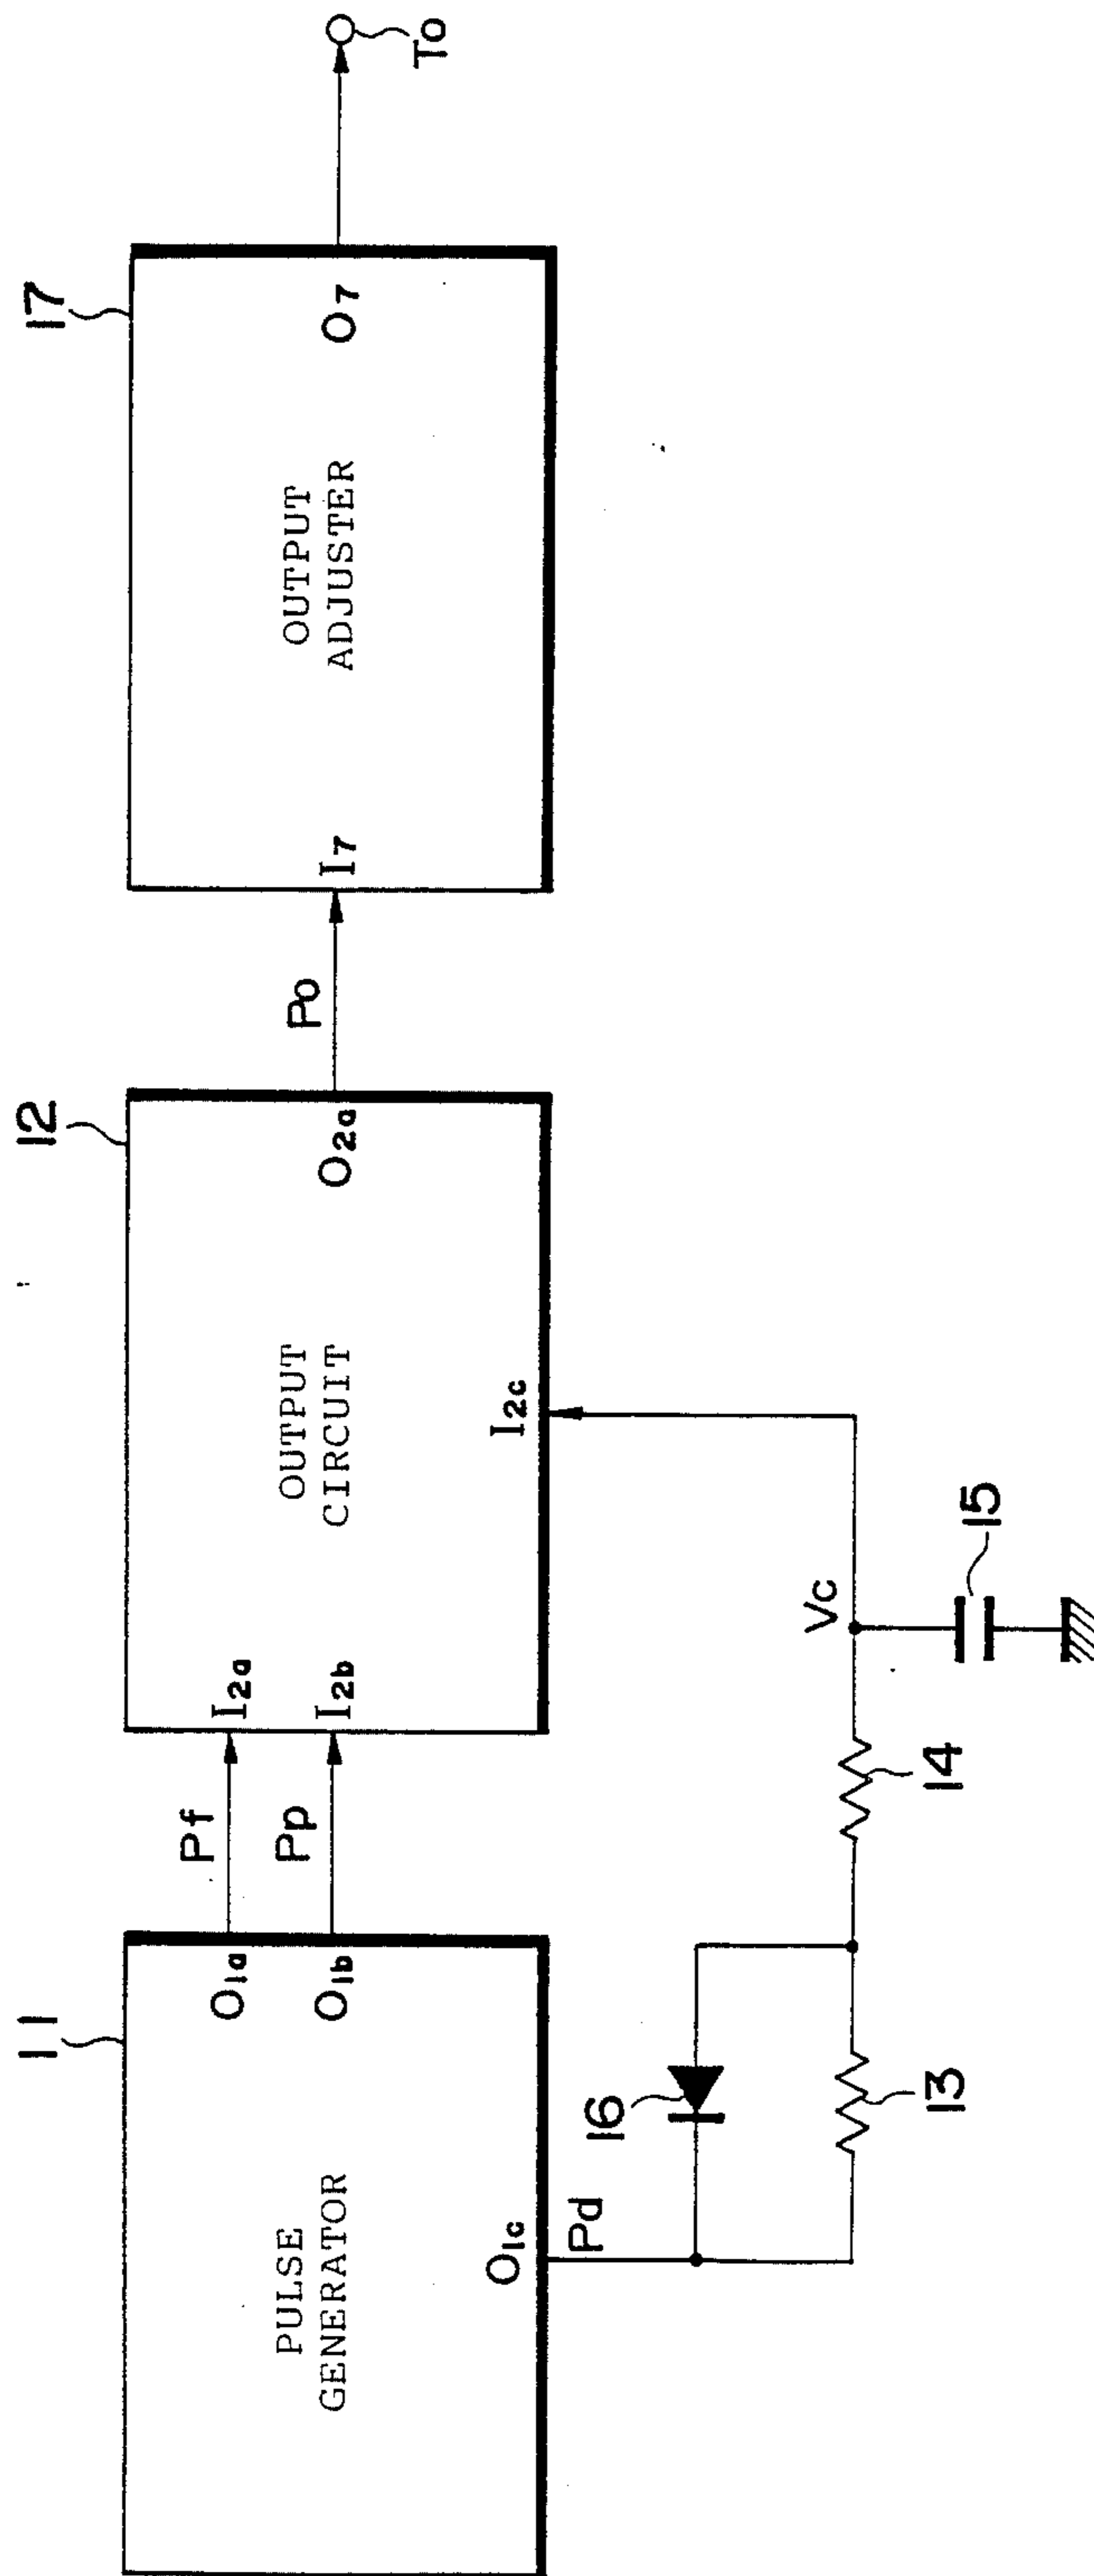 11
PULSE
GENERATOR
O1a
O1b
O1c
Pf
Pp
Pd
16
13
14
Vc
15
12
I2a
I2b
I2c
OUTPUT
CIRCUIT
O2a
Po
17
I7
OUTPUT
ADJUSTER
O7
To